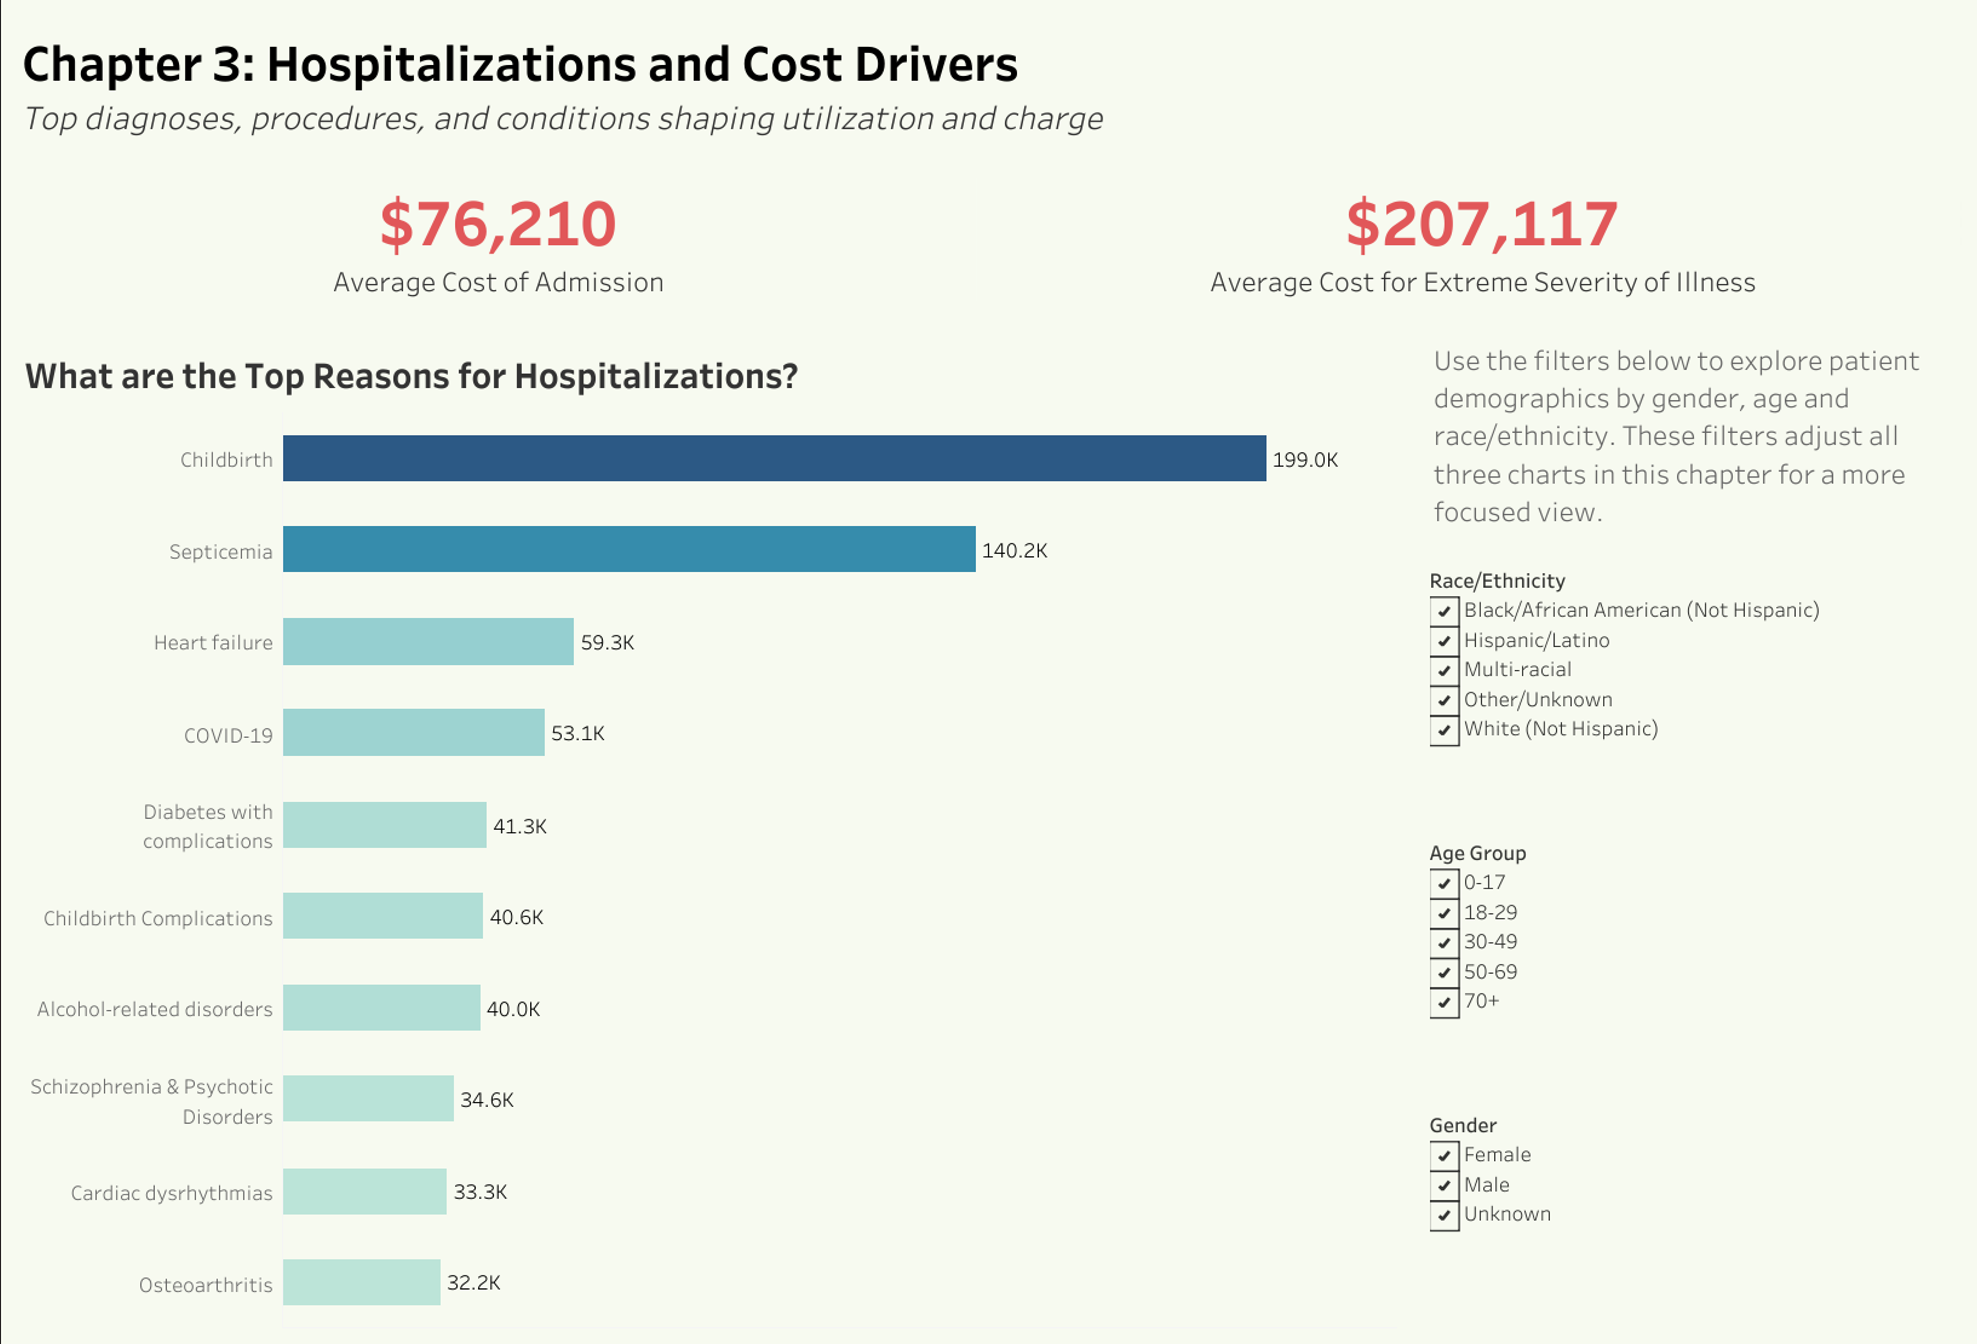 Chapter 3: Hospitalizations and Cost Drivers
Top diagnoses, procedures, and conditions shaping utilization and charge
$76,210
Average Cost of Admission
$207,117
Average Cost for Extreme Severity of Illness
What are the Top Reasons for Hospitalizations?
Childbirth
199.0K
Septicemia
140.2K
Heart failure
59.3K
COVID-19
53.1K
Diabetes with
complications
41.3K
Childbirth Complications
40.6K
Alcohol-related disorders
40.0K
Schizophrenia & Psychotic
Disorders
34.6K
Cardiac dysrhythmias
33.3K
Osteoarthritis
32.2K
Use the filters below to explore patient
demographics by gender, age and
race/ethnicity. These filters adjust all
three charts in this chapter for a more
focused view.
Race/Ethnicity
Black/African American (Not Hispanic)
Hispanic/Latino
Multi-racial
Other/Unknown
White (Not Hispanic)
Age Group
0-17
18-29
30-49
50-69
70+
Gender
Female
Male
Unknown